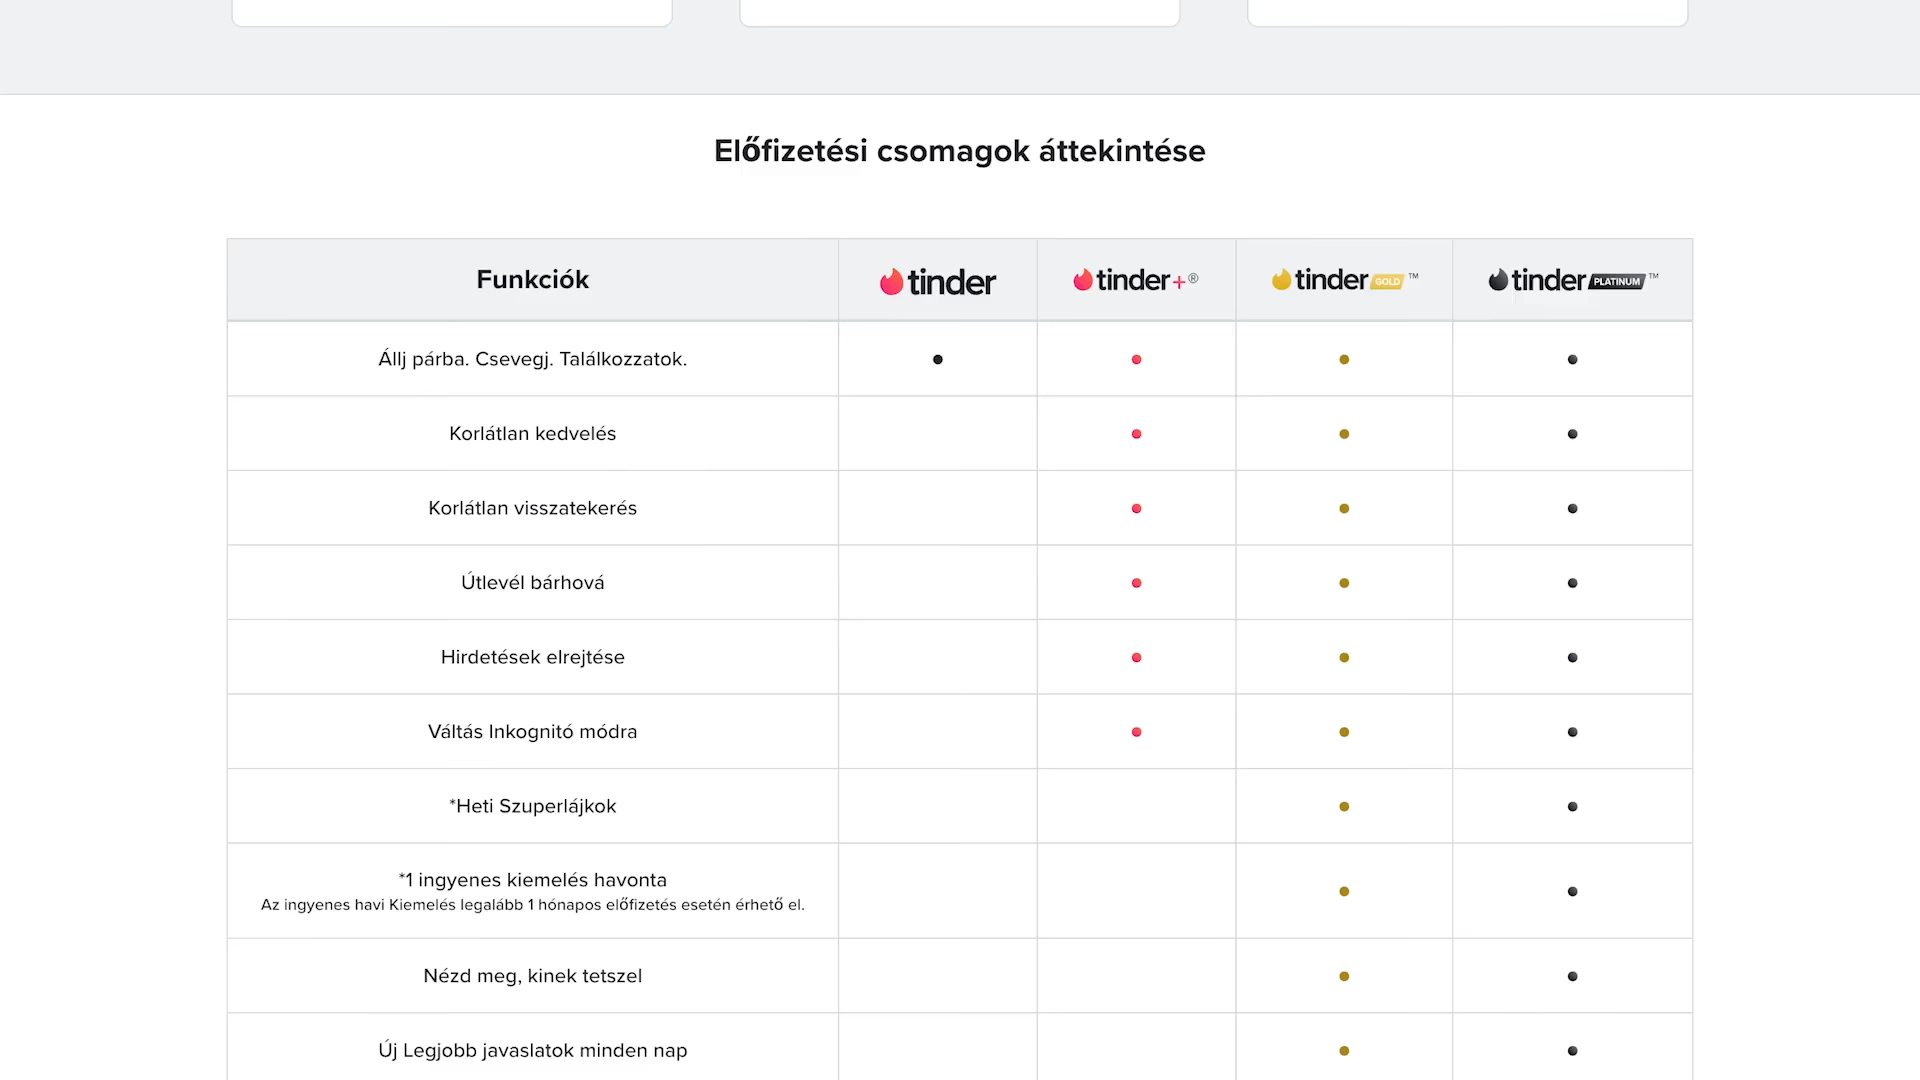 Előfizetési csomagok áttekintése
Funkciók tinder tinder+® tinder GOLD™ tinder PLATINUM™
Állj párba. Csevegj. Találkozzatok.
Korlátlan kedvelés
Korlátlan visszatekerés
Útlevél bárhová
Hirdetések elrejtése
Váltás Inkognitó módra
*Heti Szuperlájkok
*1 ingyenes kiemelés havonta
Az ingyenes havi Kiemelés legalább 1 hónapos előfizetés esetén érhető el.
Nézd meg, kinek tetszel
Új Legjobb javaslatok minden nap